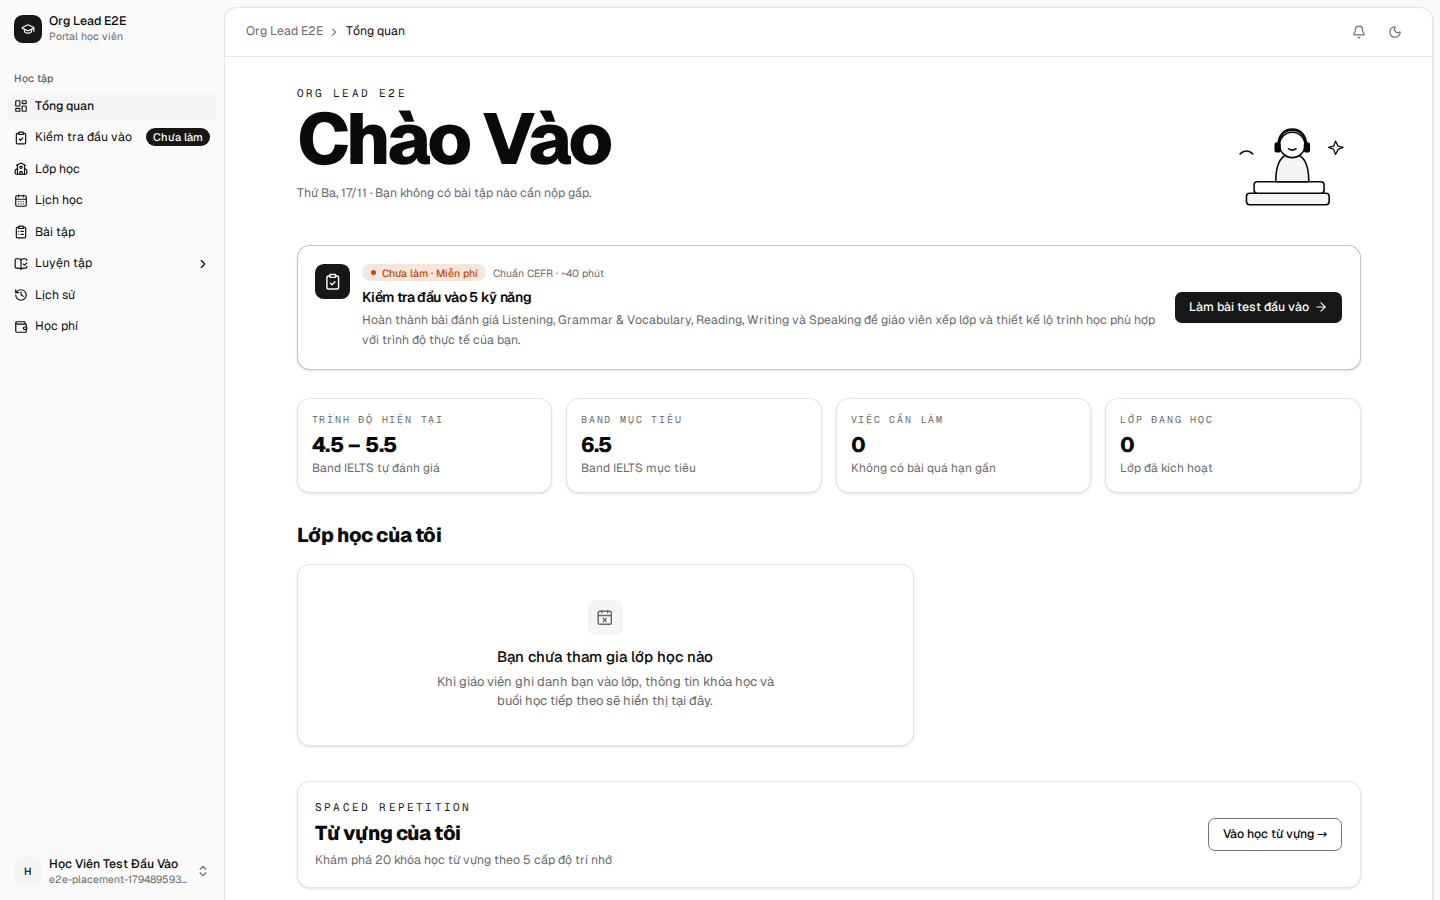 Org Lead E2E
Portal học viên
Học tập
Tổng quan
Kiểm tra đầu vào
Chưa làm
Lớp học
Lịch học
Bài tập
Luyện tập
Lịch sử
Học phí
Học Viên Test Đầu Vào
e2e-placement-179489593...
H
Org Lead E2E
Tổng quan
ORG LEAD E2E
Chào Vào
Thứ Ba, 17/11 · Bạn không có bài tập nào cần nộp gấp.
Chưa làm · Miễn phí
Chuẩn CEFR · ~40 phút
Kiểm tra đầu vào 5 kỹ năng
Hoàn thành bài đánh giá Listening, Grammar & Vocabulary, Reading, Writing và Speaking để giáo viên xếp lớp và thiết kế lộ trình học phù hợp
với trình độ thực tế của bạn.
Làm bài test đầu vào →
TRÌNH ĐỘ HIỆN TẠI
4.5 – 5.5
Band IELTS tự đánh giá
BAND MỤC TIÊU
6.5
Band IELTS mục tiêu
VIỆC CẦN LÀM
0
Không có bài quá hạn gần
LỚP ĐANG HỌC
0
Lớp đã kích hoạt
Lớp học của tôi
Bạn chưa tham gia lớp học nào
Khi giáo viên ghi danh bạn vào lớp, thông tin khóa học và
buổi học tiếp theo sẽ hiển thị tại đây.
SPACED REPETITION
Từ vựng của tôi
Khám phá 20 khóa học từ vựng theo 5 cấp độ trí nhớ
Vào học từ vựng →